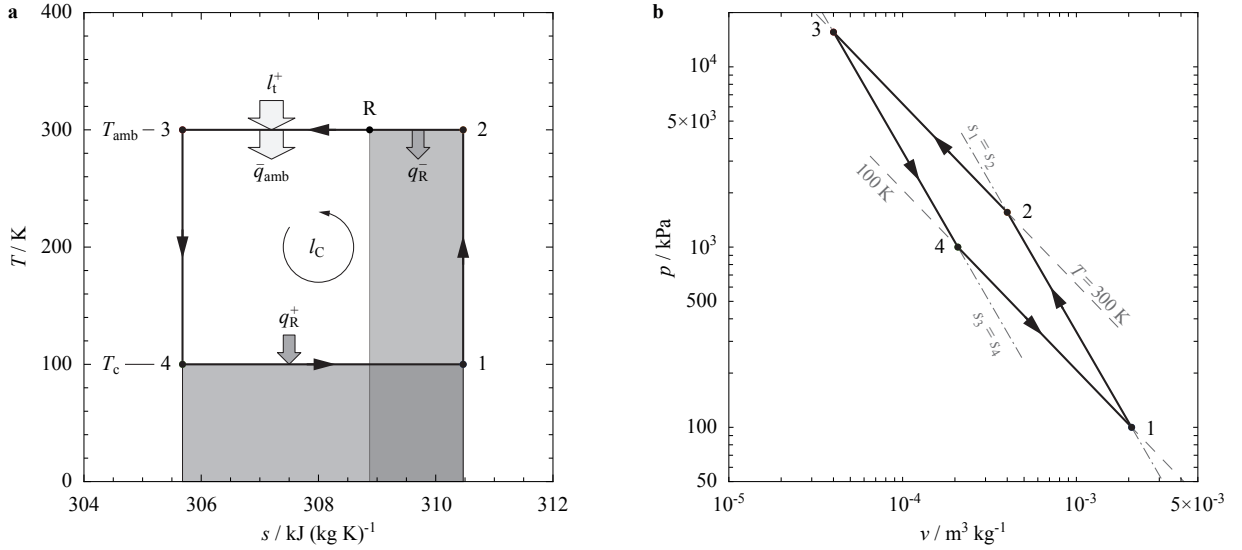 a
400
300
200
100
0
T / K
304
306
308
310
312
s / kJ (kg K)⁻¹
T_amb
T_c
l_t⁺
R
3
2
q̄_amb
q_R⁻
l_C
q_R⁺
4
1
b
10⁴
5×10³
10³
500
100
50
p / kPa
10⁻⁵
10⁻⁴
10⁻³
5×10⁻³
v / m³ kg⁻¹
3
s₁ = s₂
100 K
2
4
T = 300 K
s₃ = s₄
1